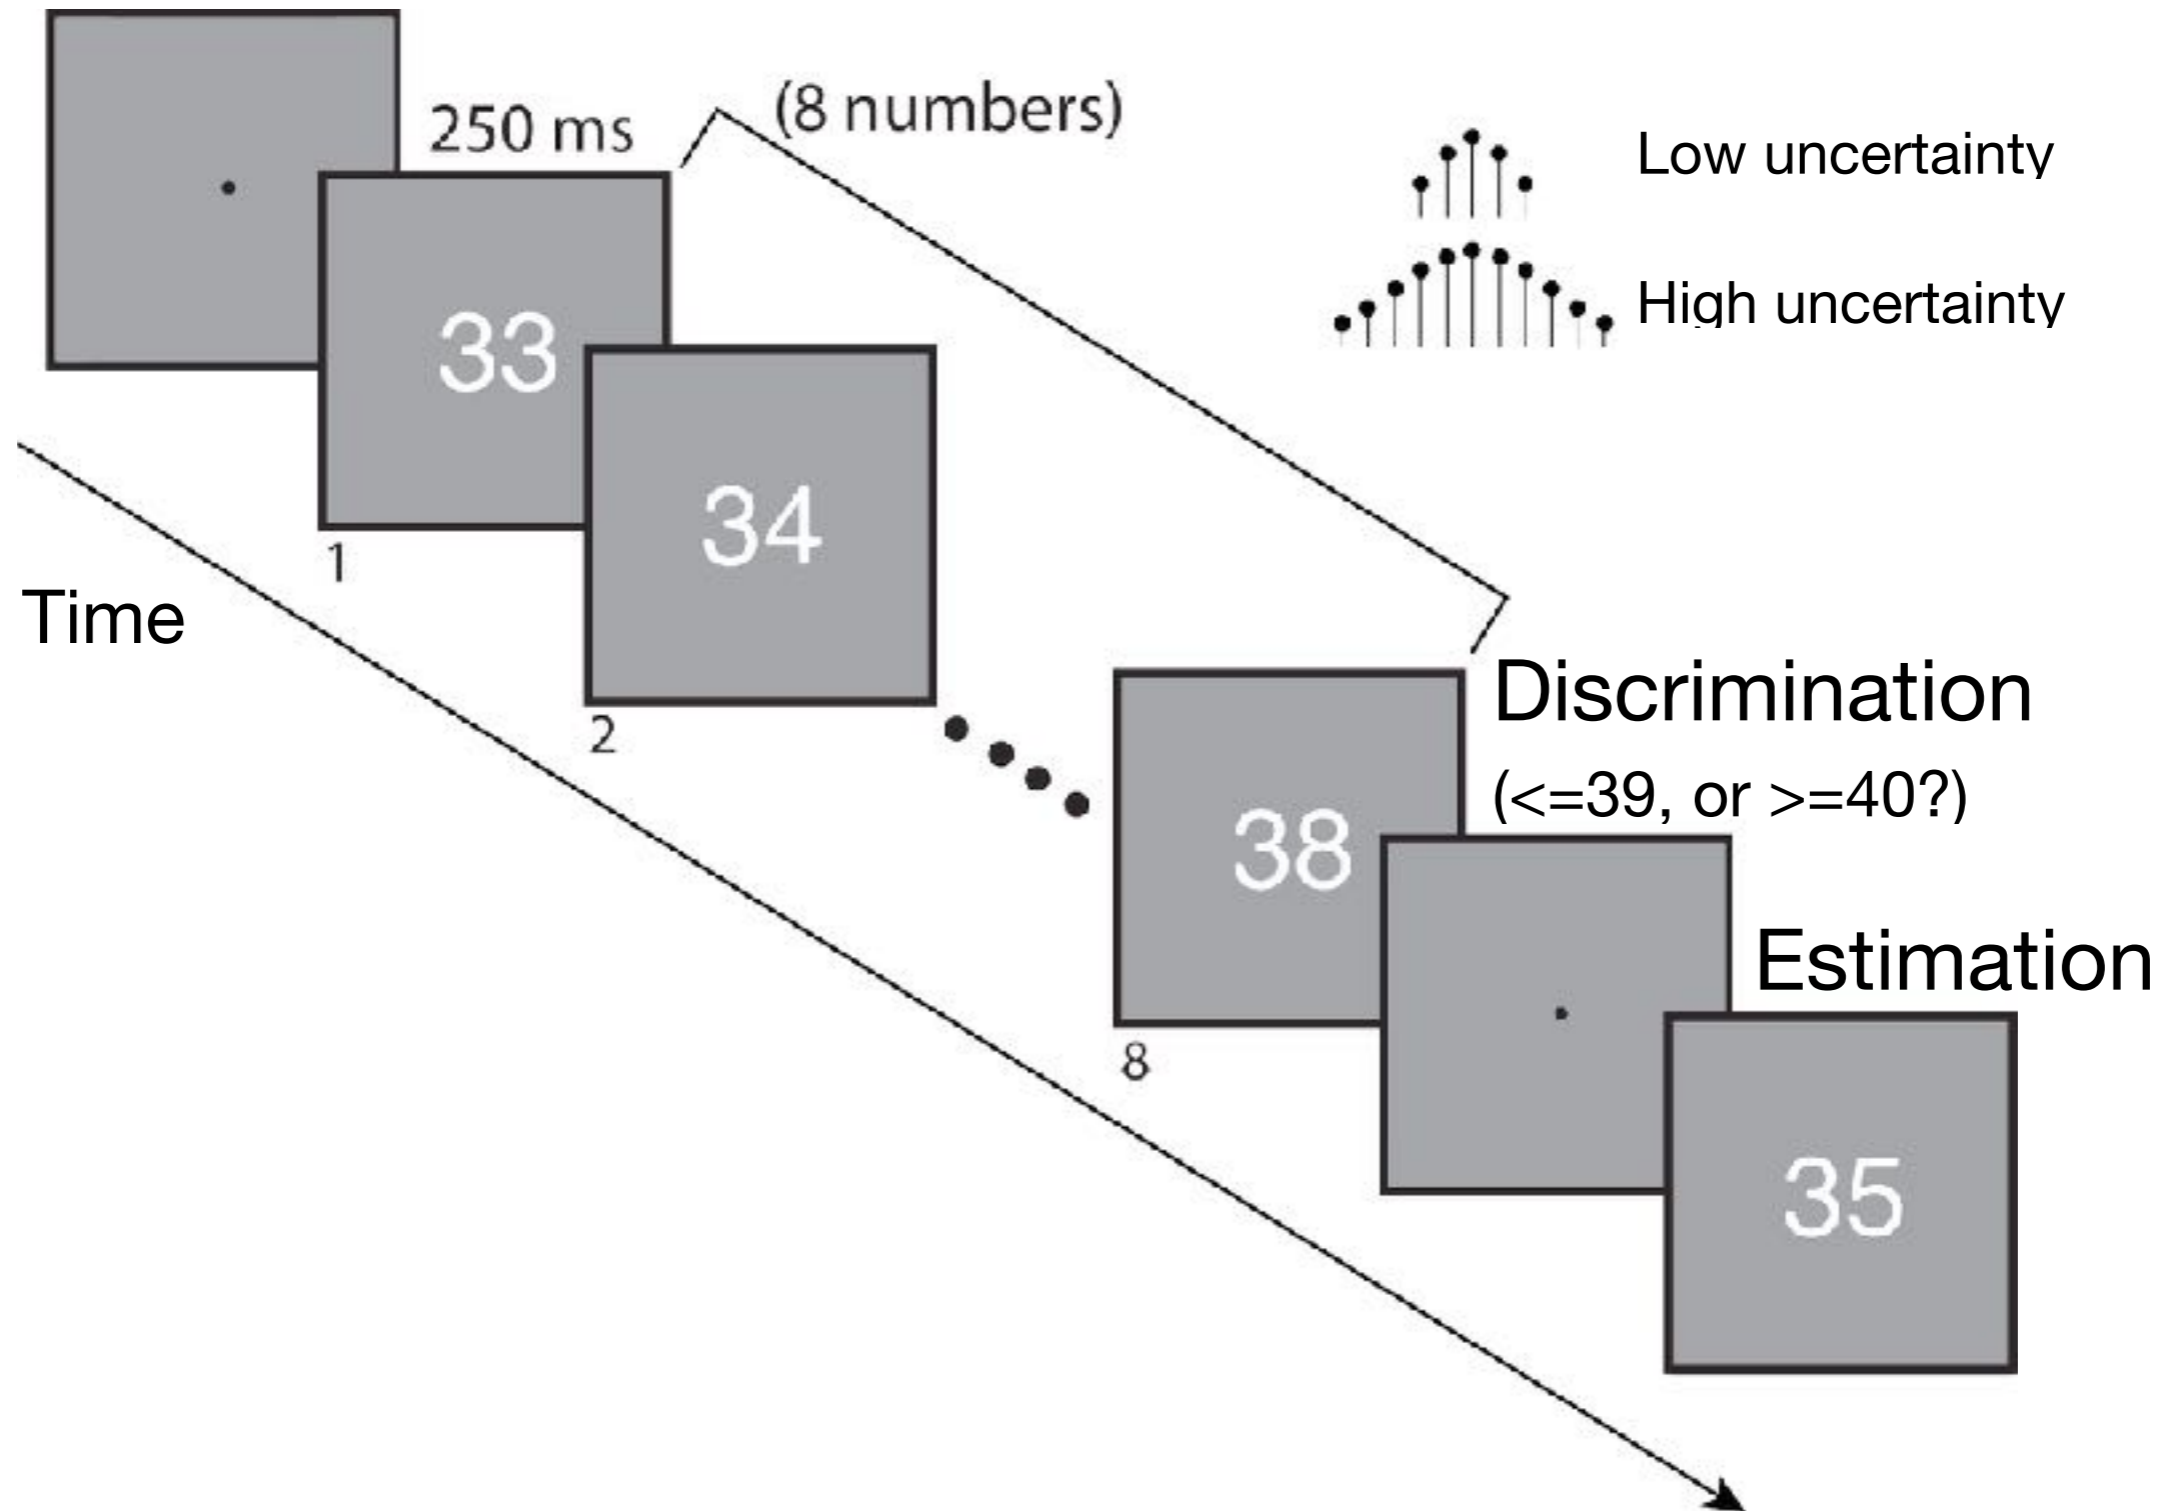 250 ms
(8 numbers)
Low uncertainty
High uncertainty
33
34
1
Time
2
Discrimination
(<=39, or >=40?)
38
Estimation
8
35